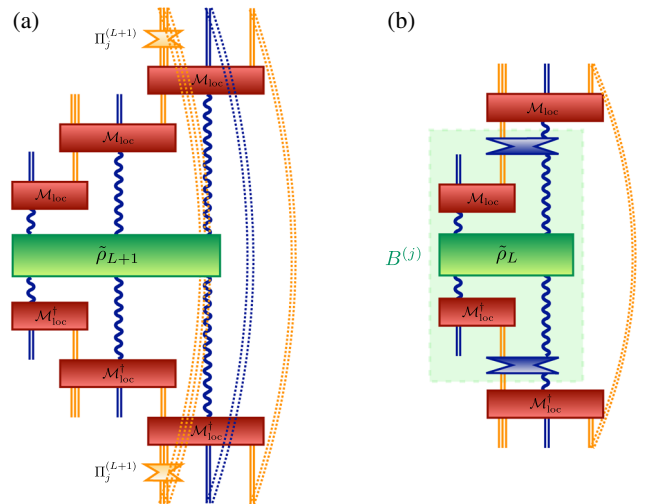 (a)
(b)
Π_j^{(L+1)}
ℳ_loc
ℳ_loc
ℳ_loc
ℳ_loc
ℳ_loc
ρ̃_{L+1}
B^{(j)}
ρ̃_L
ℳ_loc^†
ℳ_loc^†
ℳ_loc^†
ℳ_loc^†
ℳ_loc^†
Π_j^{(L+1)}